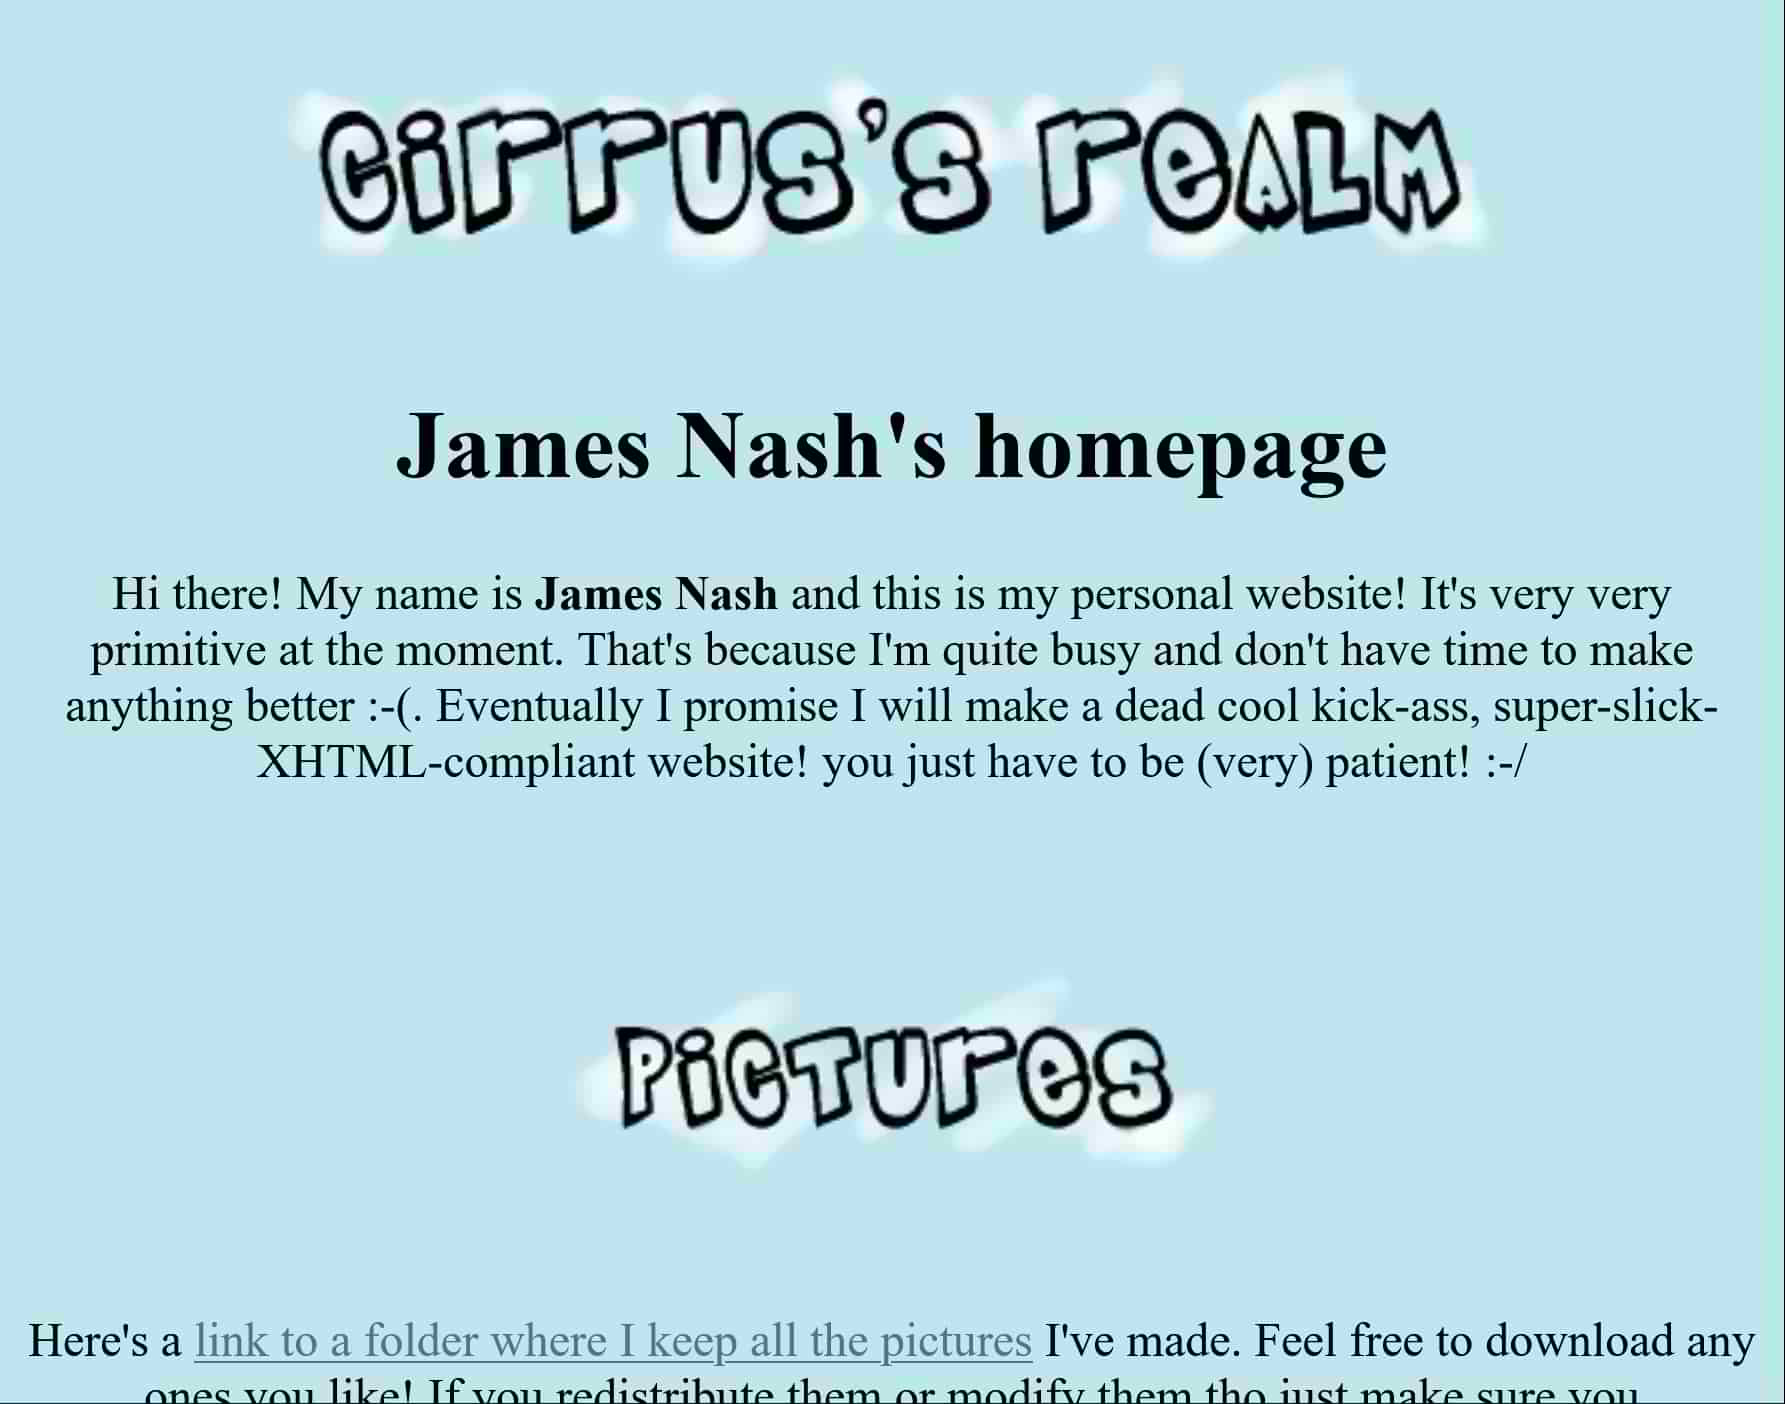 Cirrus's realm
James Nash's homepage
Hi there! My name is James Nash and this is my personal website! It's very very
primitive at the moment. That's because I'm quite busy and don't have time to make
anything better :-(. Eventually I promise I will make a dead cool kick-ass, super-slick-
XHTML-compliant website! you just have to be (very) patient! :-/
Pictures
Here's a link to a folder where I keep all the pictures I've made. Feel free to download any
ones you like! If you redistribute them or modify them tho just make sure you